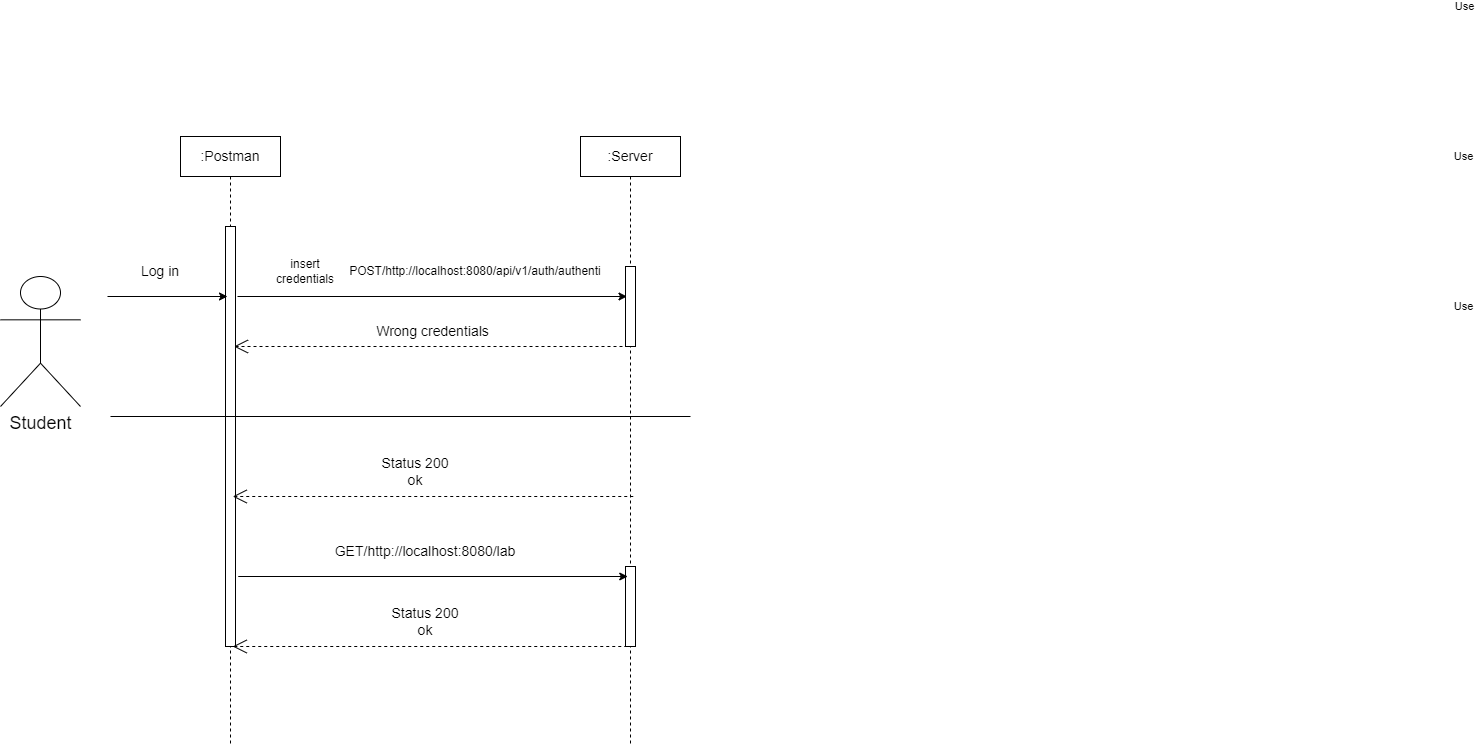 Use
:Postman
:Server
Use
Log in
insert
credentials
POST/http://localhost:8080/api/v1/auth/authenti
Use
Wrong credentials
Student
Status 200
ok
GET/http://localhost:8080/lab
Status 200
ok